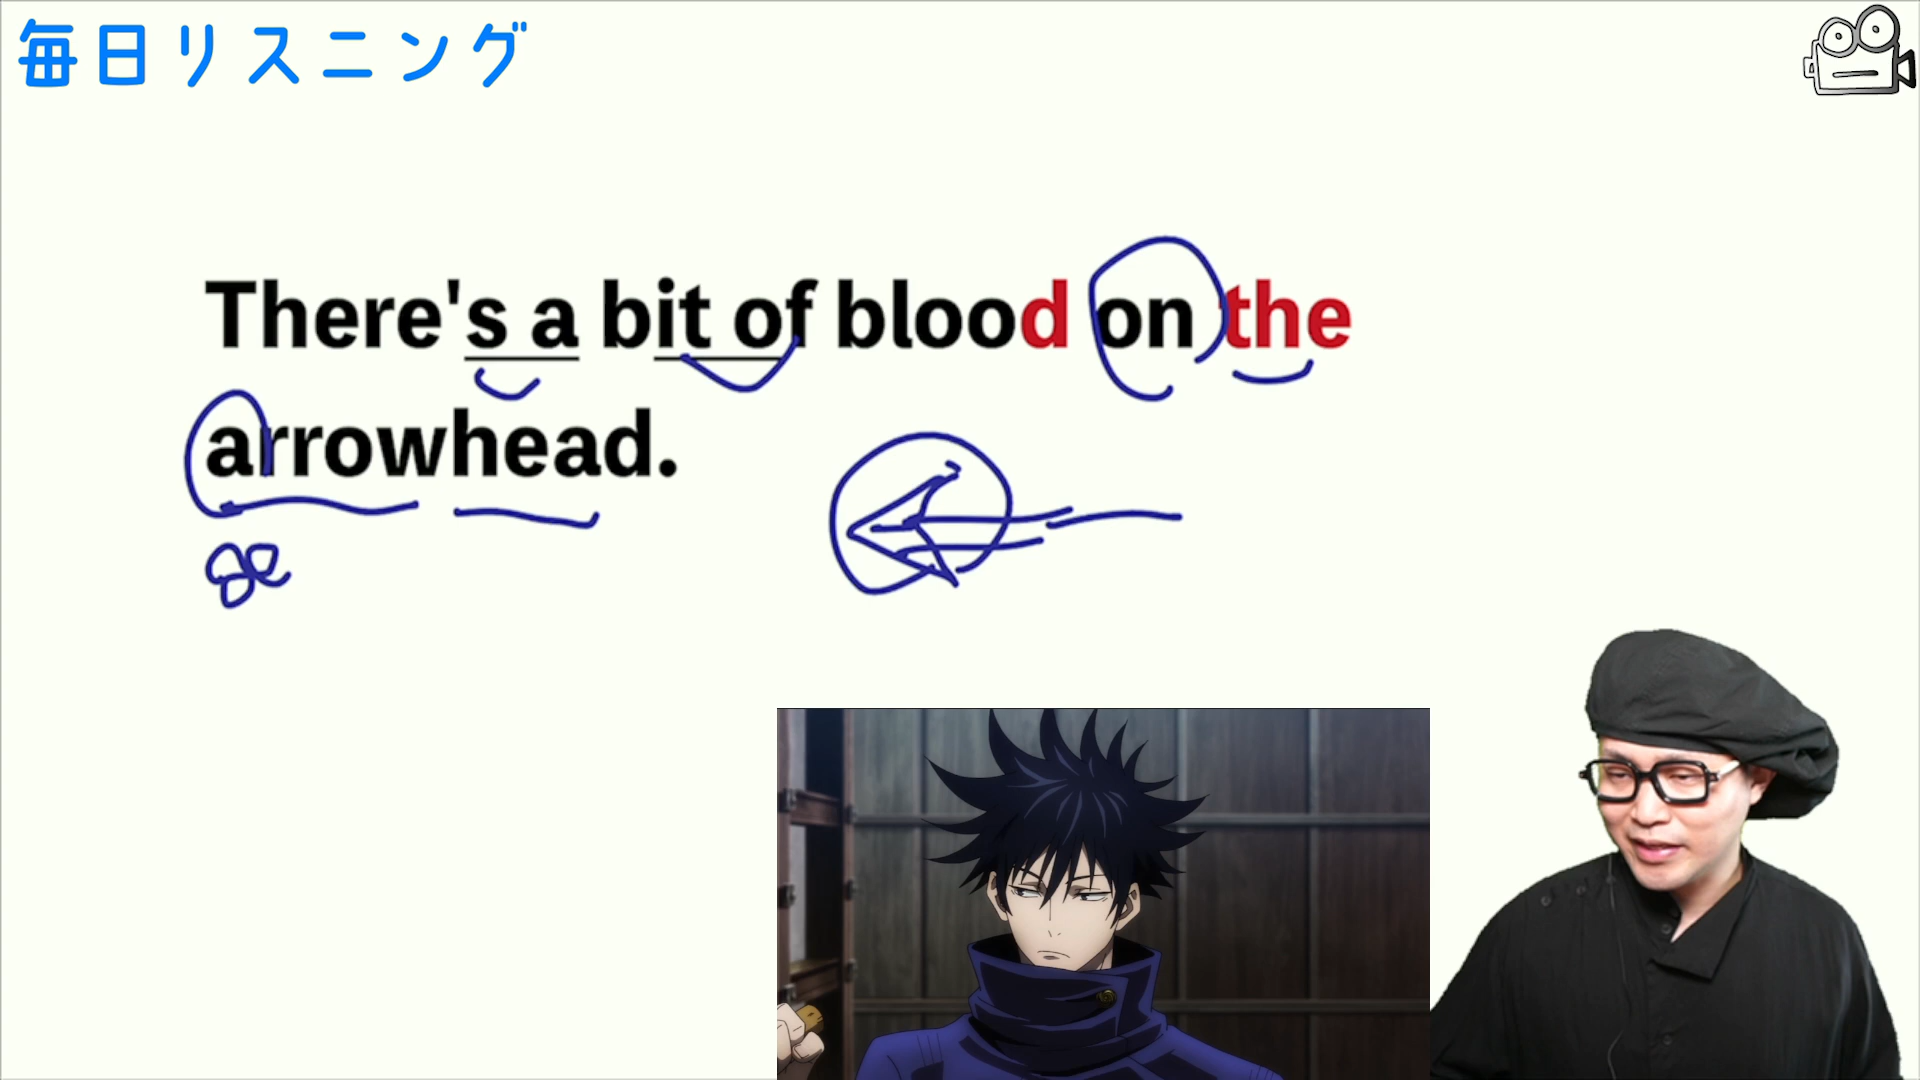 毎日リスニング
There's a bit of blood on the
arrowhead.
æ